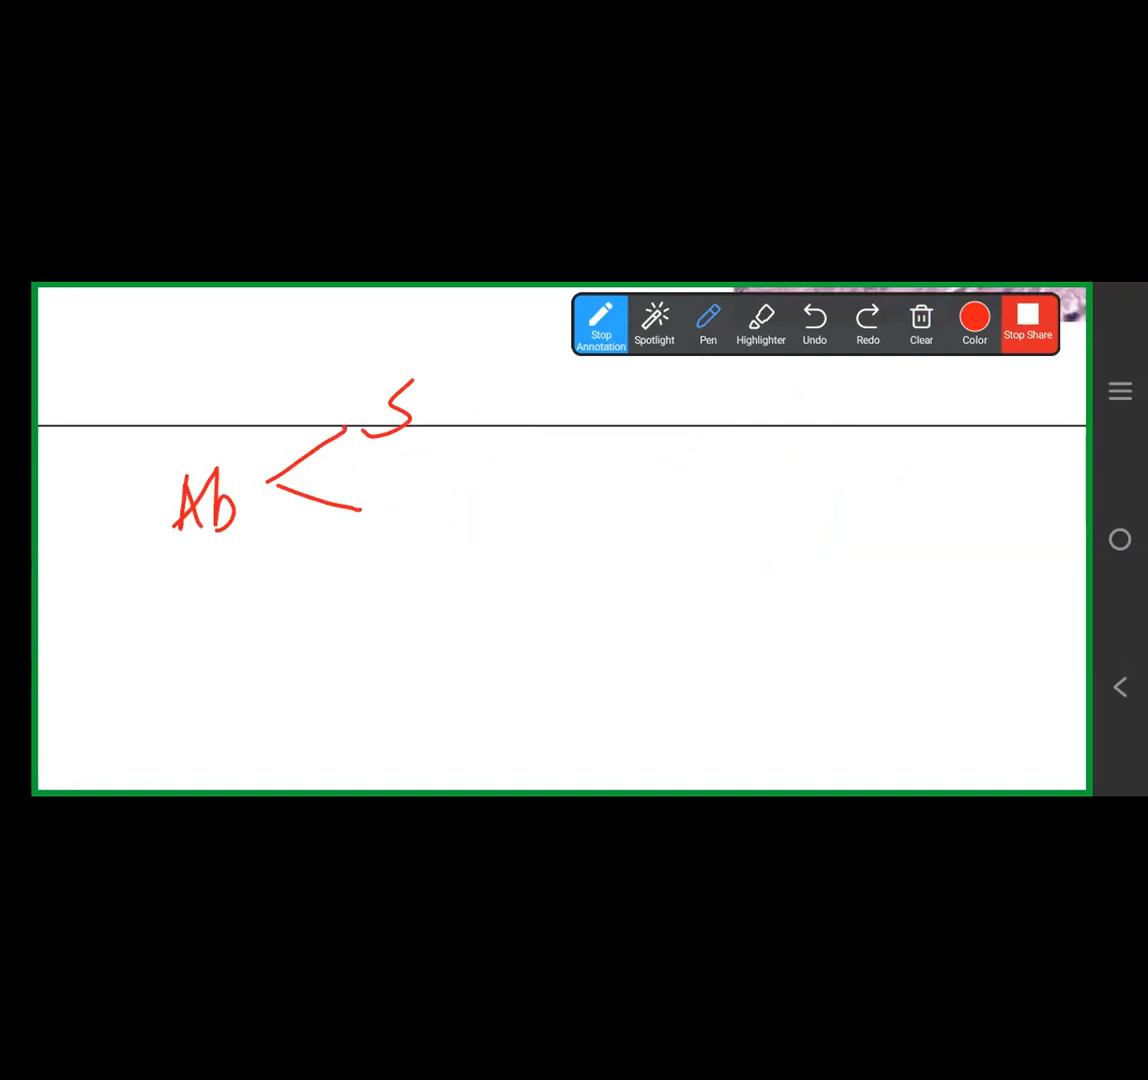 Stop Annotation
Spotlight
Pen
Highlighter
Undo
Redo
Clear
Color
Stop Share
S
Ab